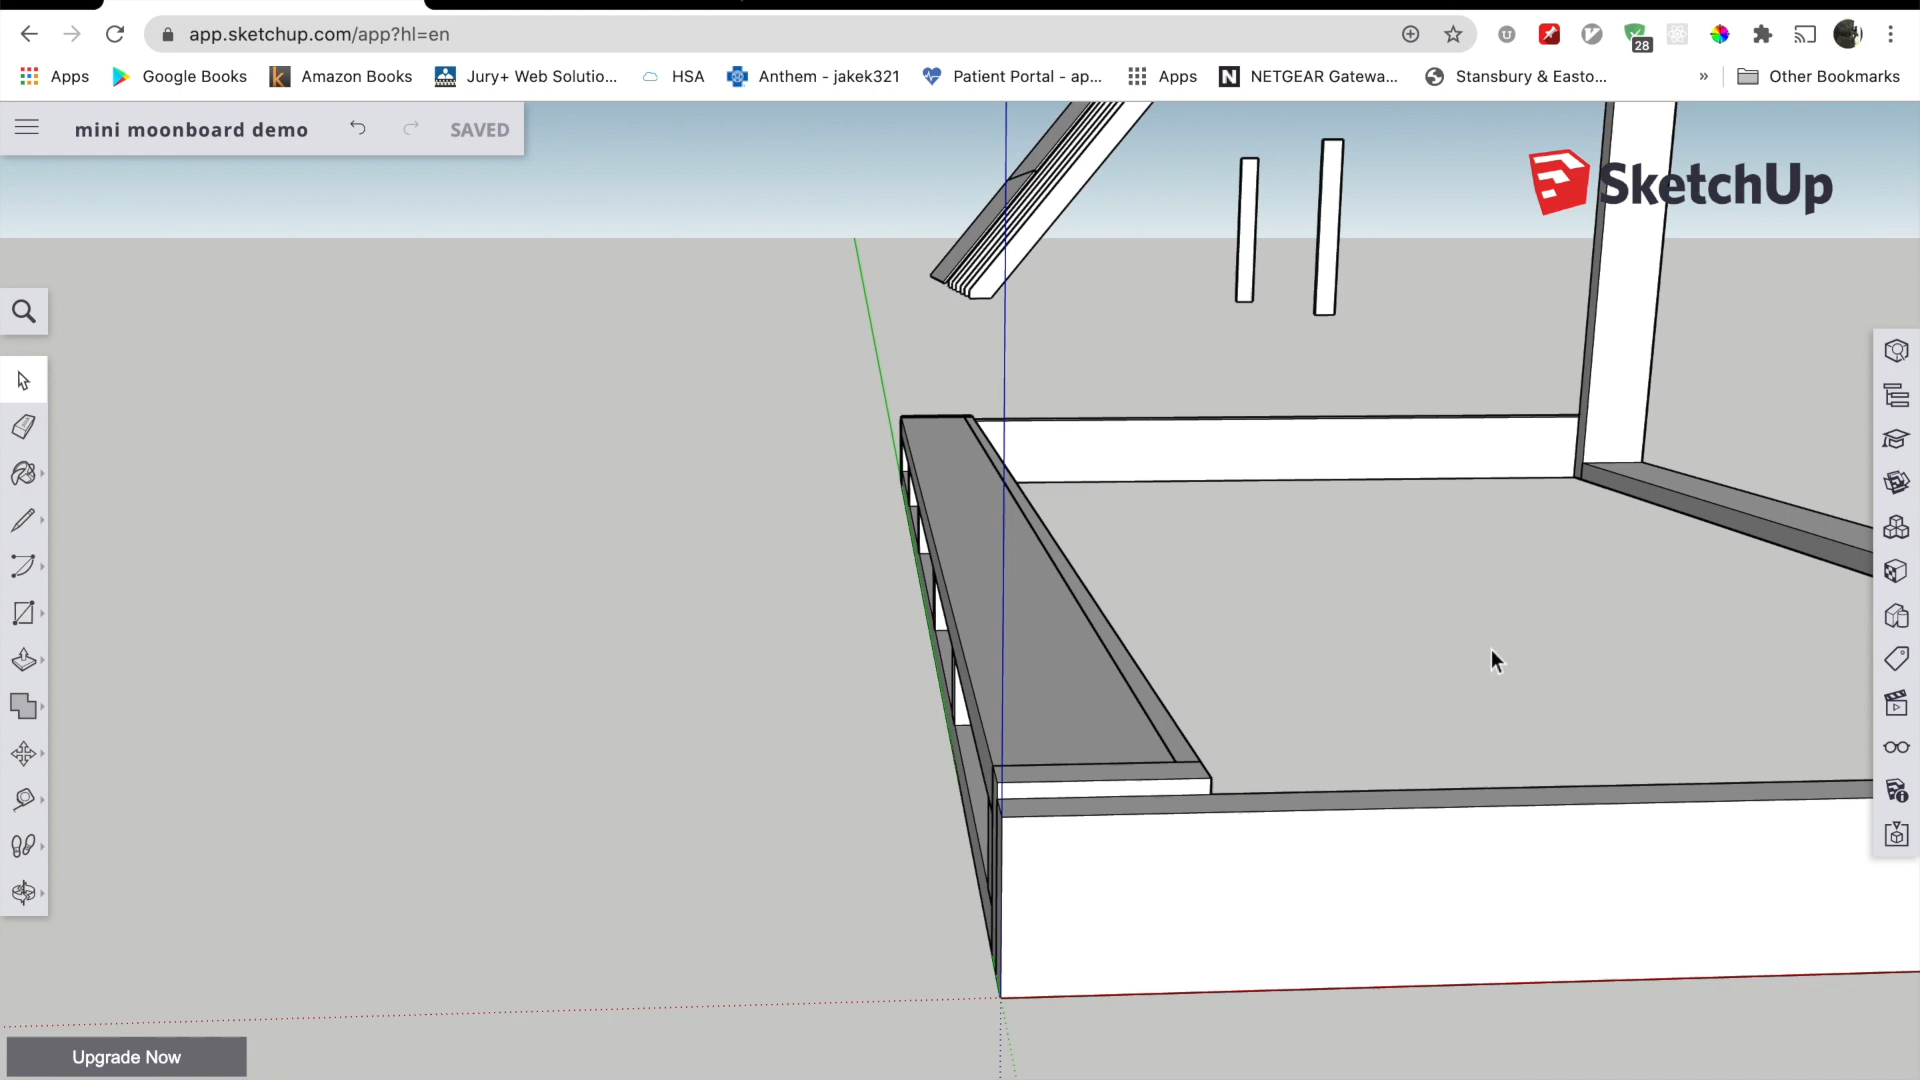 app.sketchup.com/app?hl=en
28
Apps Google Books Amazon Books Jury+ Web Solutio... HSA Anthem - jakek321 Patient Portal - ap... Apps NETGEAR Gatewa... Stansbury & Easto... » Other Bookmarks
mini moonboard demo SAVED
SketchUp
Upgrade Now